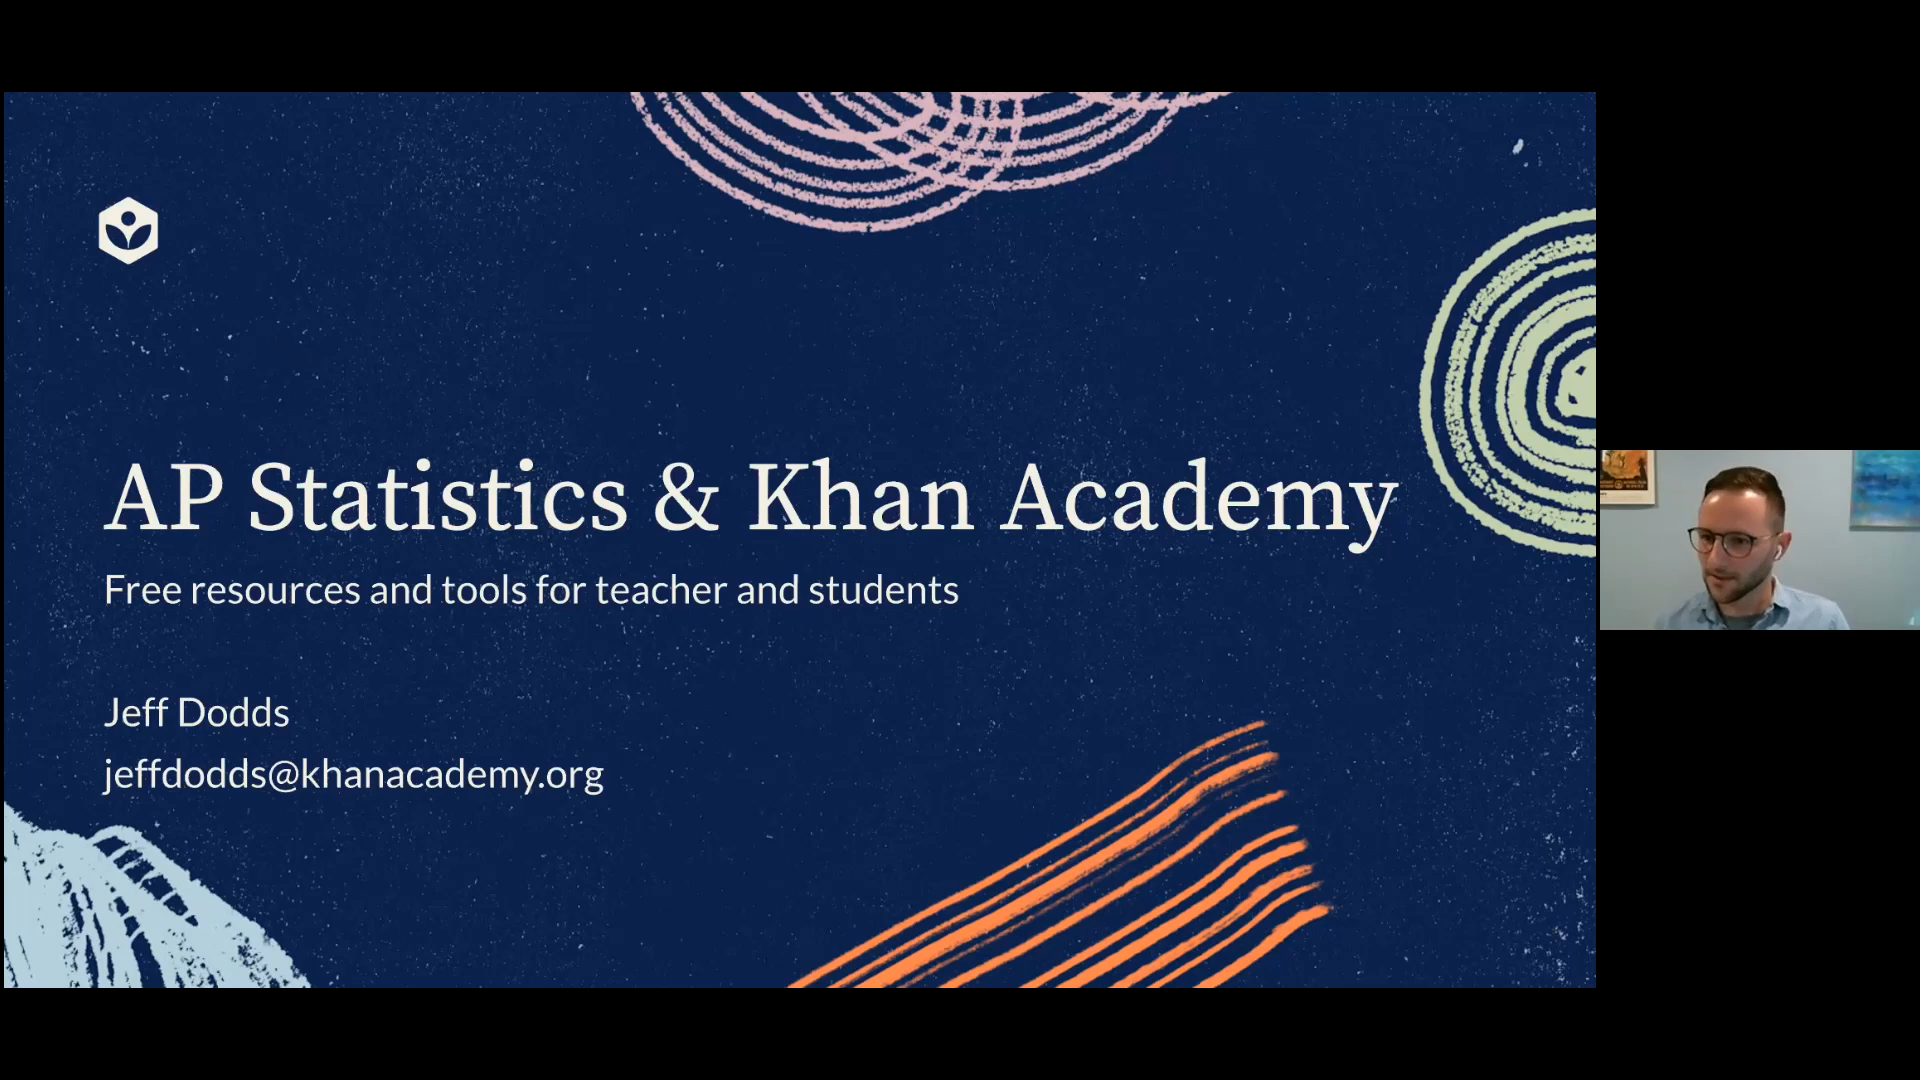 AP Statistics & Khan Academy
Free resources and tools for teacher and students
Jeff Dodds
jeffdodds@khanacademy.org